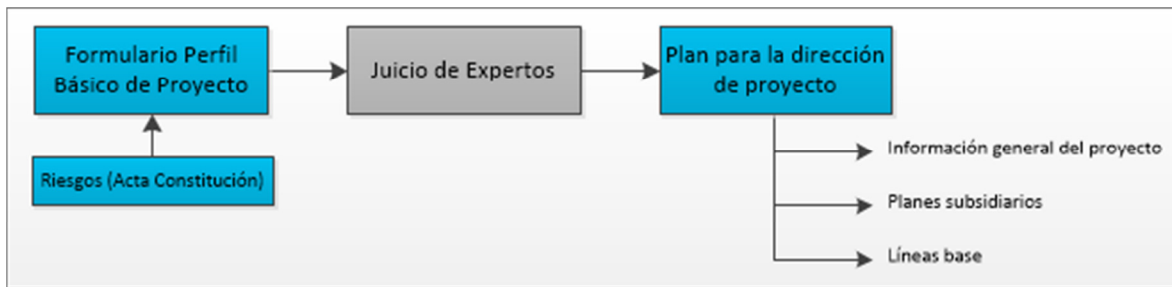 Formulario Perfil
Básico de Proyecto
Juicio de Expertos
Plan para la dirección
de proyecto
Riesgos (Acta Constitución)
Información general del proyecto
Planes subsidiarios
Líneas base